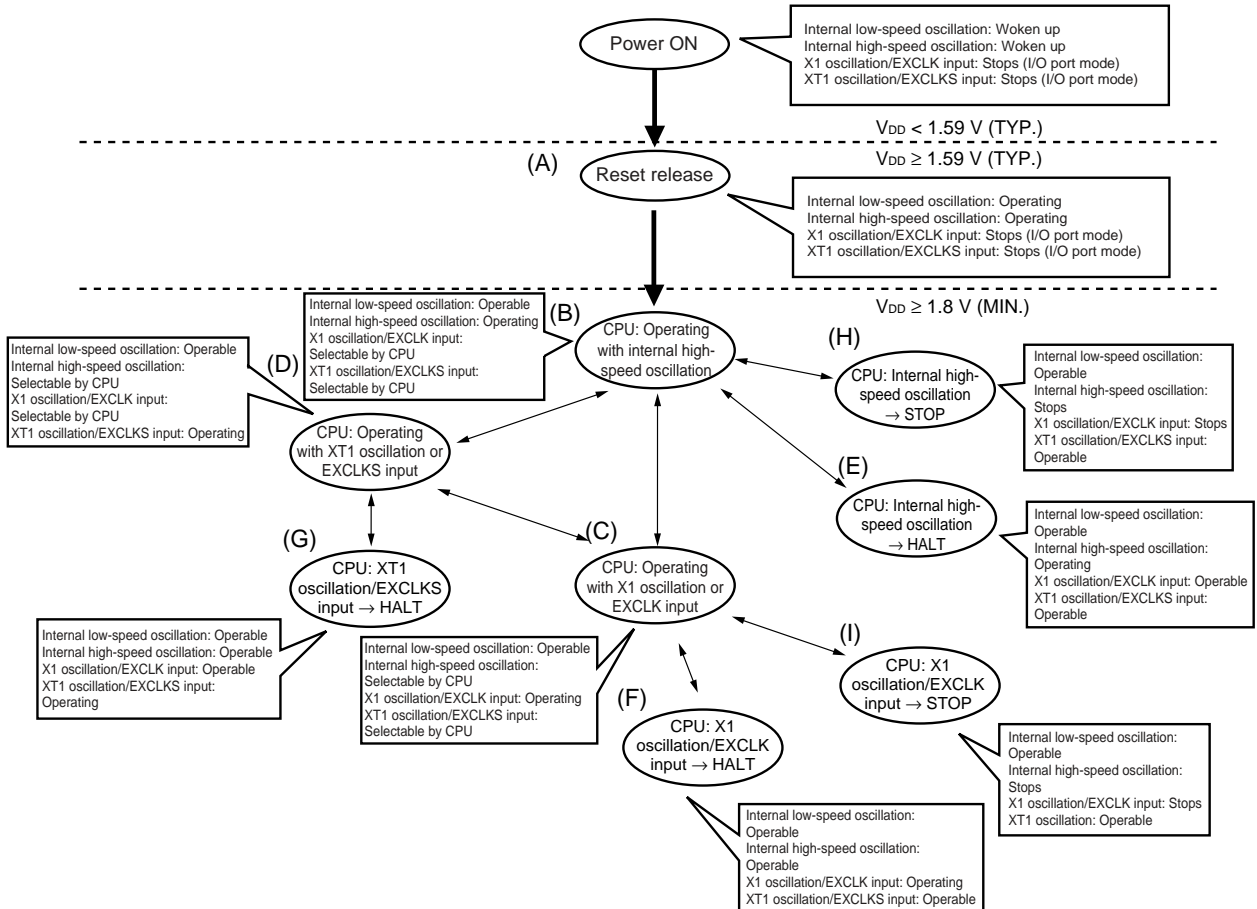 Power ON
Internal low-speed oscillation: Woken up
Internal high-speed oscillation: Woken up
X1 oscillation/EXCLK input: Stops (I/O port mode)
XT1 oscillation/EXCLKS input: Stops (I/O port mode)
VDD < 1.59 V (TYP.)
VDD ≥ 1.59 V (TYP.)
(A)
Reset release
Internal low-speed oscillation: Operating
Internal high-speed oscillation: Operating
X1 oscillation/EXCLK input: Stops (I/O port mode)
XT1 oscillation/EXCLKS input: Stops (I/O port mode)
VDD ≥ 1.8 V (MIN.)
Internal low-speed oscillation: Operable
Internal high-speed oscillation: Operating
X1 oscillation/EXCLK input:
Selectable by CPU
XT1 oscillation/EXCLKS input:
Selectable by CPU
(B)
CPU: Operating
with internal high-
speed oscillation
(H)
CPU: Internal high-
speed oscillation
→ STOP
Internal low-speed oscillation:
Operable
Internal high-speed oscillation:
Stops
X1 oscillation/EXCLK input: Stops
XT1 oscillation/EXCLKS input:
Operable
Internal low-speed oscillation: Operable
Internal high-speed oscillation:
Selectable by CPU
X1 oscillation/EXCLK input:
Selectable by CPU
XT1 oscillation/EXCLKS input: Operating
(D)
CPU: Operating
with XT1 oscillation or
EXCLKS input
(E)
CPU: Internal high-
speed oscillation
→ HALT
Internal low-speed oscillation:
Operable
Internal high-speed oscillation:
Operating
X1 oscillation/EXCLK input: Operable
XT1 oscillation/EXCLKS input:
Operable
(G)
CPU: XT1
oscillation/EXCLKS
input → HALT
(C)
CPU: Operating
with X1 oscillation or
EXCLK input
Internal low-speed oscillation: Operable
Internal high-speed oscillation: Operable
X1 oscillation/EXCLK input: Operable
XT1 oscillation/EXCLKS input:
Operating
Internal low-speed oscillation: Operable
Internal high-speed oscillation:
Selectable by CPU
X1 oscillation/EXCLK input: Operating
XT1 oscillation/EXCLKS input:
Selectable by CPU
(I)
CPU: X1
oscillation/EXCLK
input → STOP
(F)
CPU: X1
oscillation/EXCLK
input → HALT
Internal low-speed oscillation:
Operable
Internal high-speed oscillation:
Stops
X1 oscillation/EXCLK input: Stops
XT1 oscillation: Operable
Internal low-speed oscillation:
Operable
Internal high-speed oscillation:
Operable
X1 oscillation/EXCLK input: Operating
XT1 oscillation/EXCLKS input: Operable